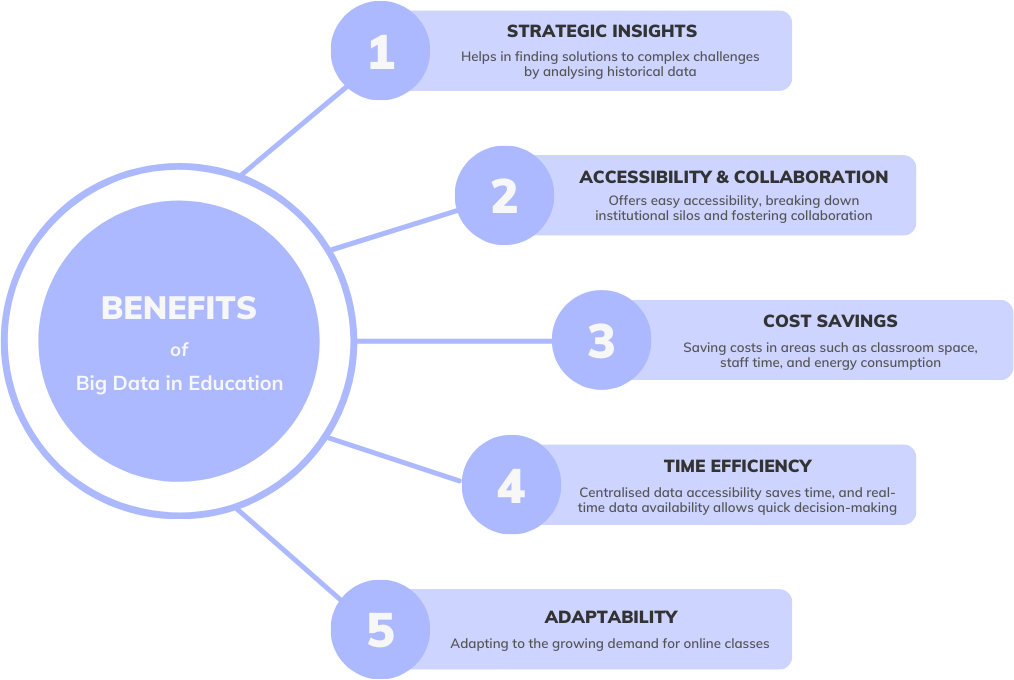 BENEFITS
of
Big Data in Education
1
STRATEGIC INSIGHTS
Helps in finding solutions to complex challenges
by analysing historical data
2
ACCESSIBILITY & COLLABORATION
Offers easy accessibility, breaking down
institutional silos and fostering collaboration
3
COST SAVINGS
Saving costs in areas such as classroom space,
staff time, and energy consumption
4
TIME EFFICIENCY
Centralised data accessibility saves time, and real-
time data availability allows quick decision-making
5
ADAPTABILITY
Adapting to the growing demand for online classes